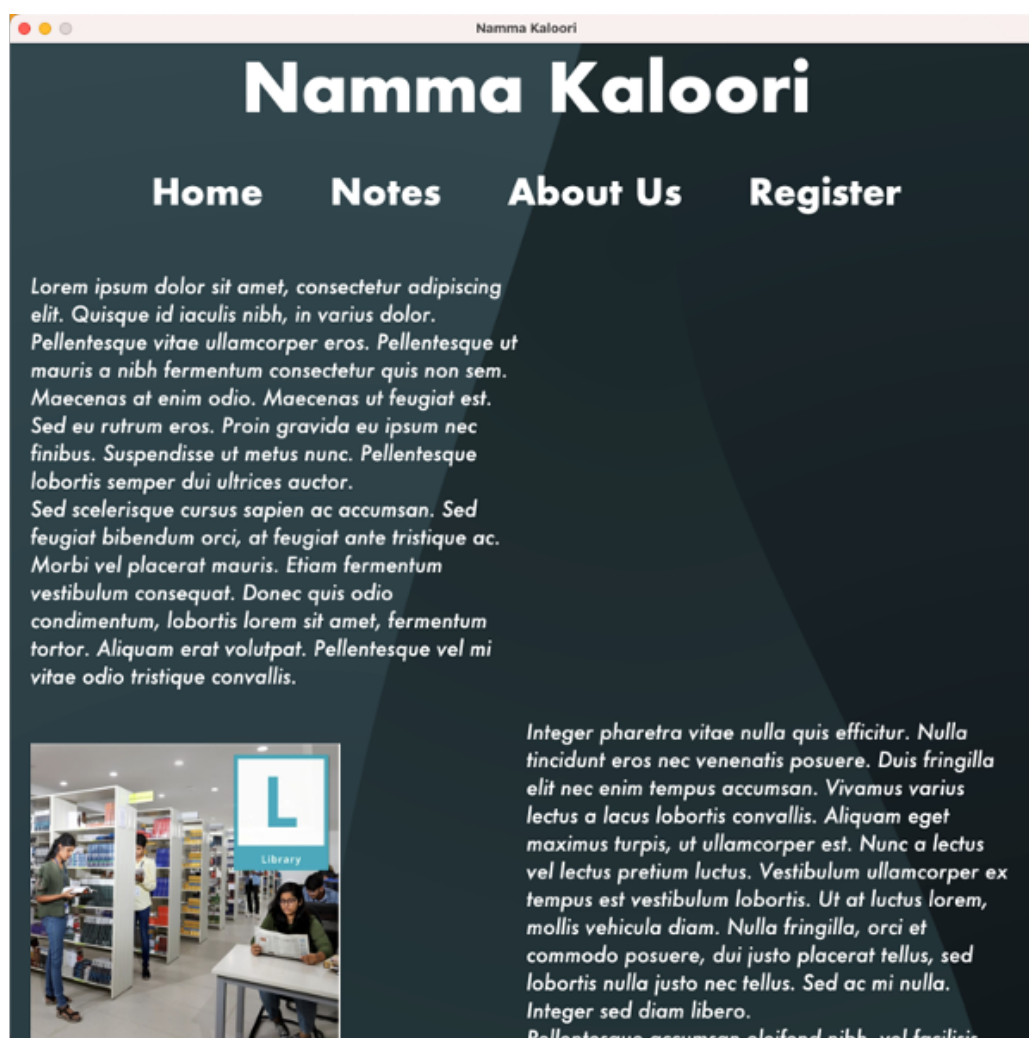 Namma Kaloori
Namma Kaloori
Home Notes About Us Register
Lorem ipsum dolor sit amet, consectetur adipiscing
elit. Quisque id iaculis nibh, in varius dolor.
Pellentesque vitae ullamcorper eros. Pellentesque ut
mauris a nibh fermentum consectetur quis non sem.
Maecenas at enim odio. Maecenas ut feugiat est.
Sed eu rutrum eros. Proin gravida eu ipsum nec
finibus. Suspendisse ut metus nunc. Pellentesque
lobortis semper dui ultrices auctor.
Sed scelerisque cursus sapien ac accumsan. Sed
feugiat bibendum orci, at feugiat ante tristique ac.
Morbi vel placerat mauris. Etiam fermentum
vestibulum consequat. Donec quis odio
condimentum, lobortis lorem sit amet, fermentum
tortor. Aliquam erat volutpat. Pellentesque vel mi
vitae odio tristique convallis.
L
Library
Integer pharetra vitae nulla quis efficitur. Nulla
tincidunt eros nec venenatis posuere. Duis fringilla
elit nec enim tempus accumsan. Vivamus varius
lectus a lacus lobortis convallis. Aliquam eget
maximus turpis, ut ullamcorper est. Nunc a lectus
vel lectus pretium luctus. Vestibulum ullamcorper ex
tempus est vestibulum lobortis. Ut at luctus lorem,
mollis vehicula diam. Nulla fringilla, orci et
commodo posuere, dui justo placerat tellus, sed
lobortis nulla justo nec tellus. Sed ac mi nulla.
Integer sed diam libero.
Pellentesque accumsan eleifend nibh, vel facilisis